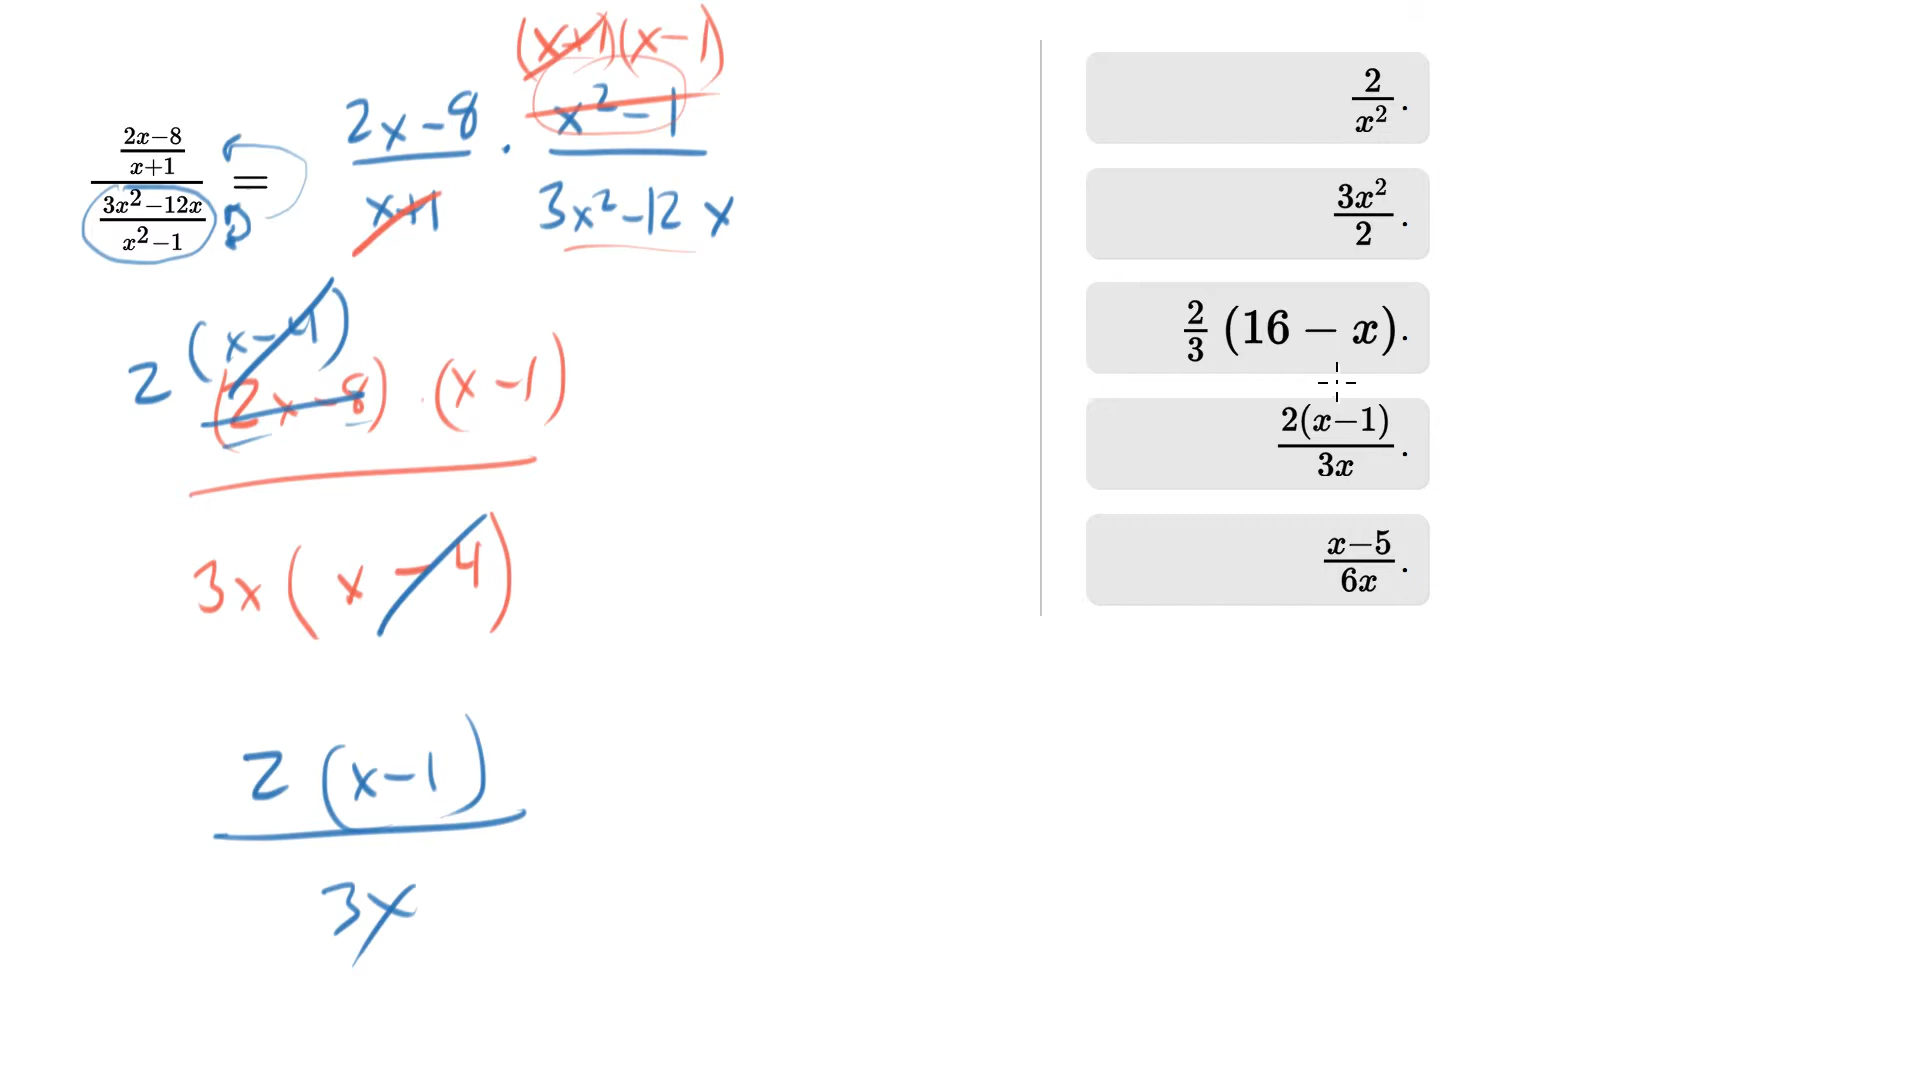 (x+1)(x-1)
2x-8 / x+1 / 3x²-12x / x²-1 =
2x-8 / x+1 · x²-1 / 3x²-12x
2 (x-4)
(2x-8) · (x-1)
3x (x-4)
2 (x-1)
3x
2 / x² .
3x² / 2 .
2/3 (16 − x).
2(x−1) / 3x .
x−5 / 6x .